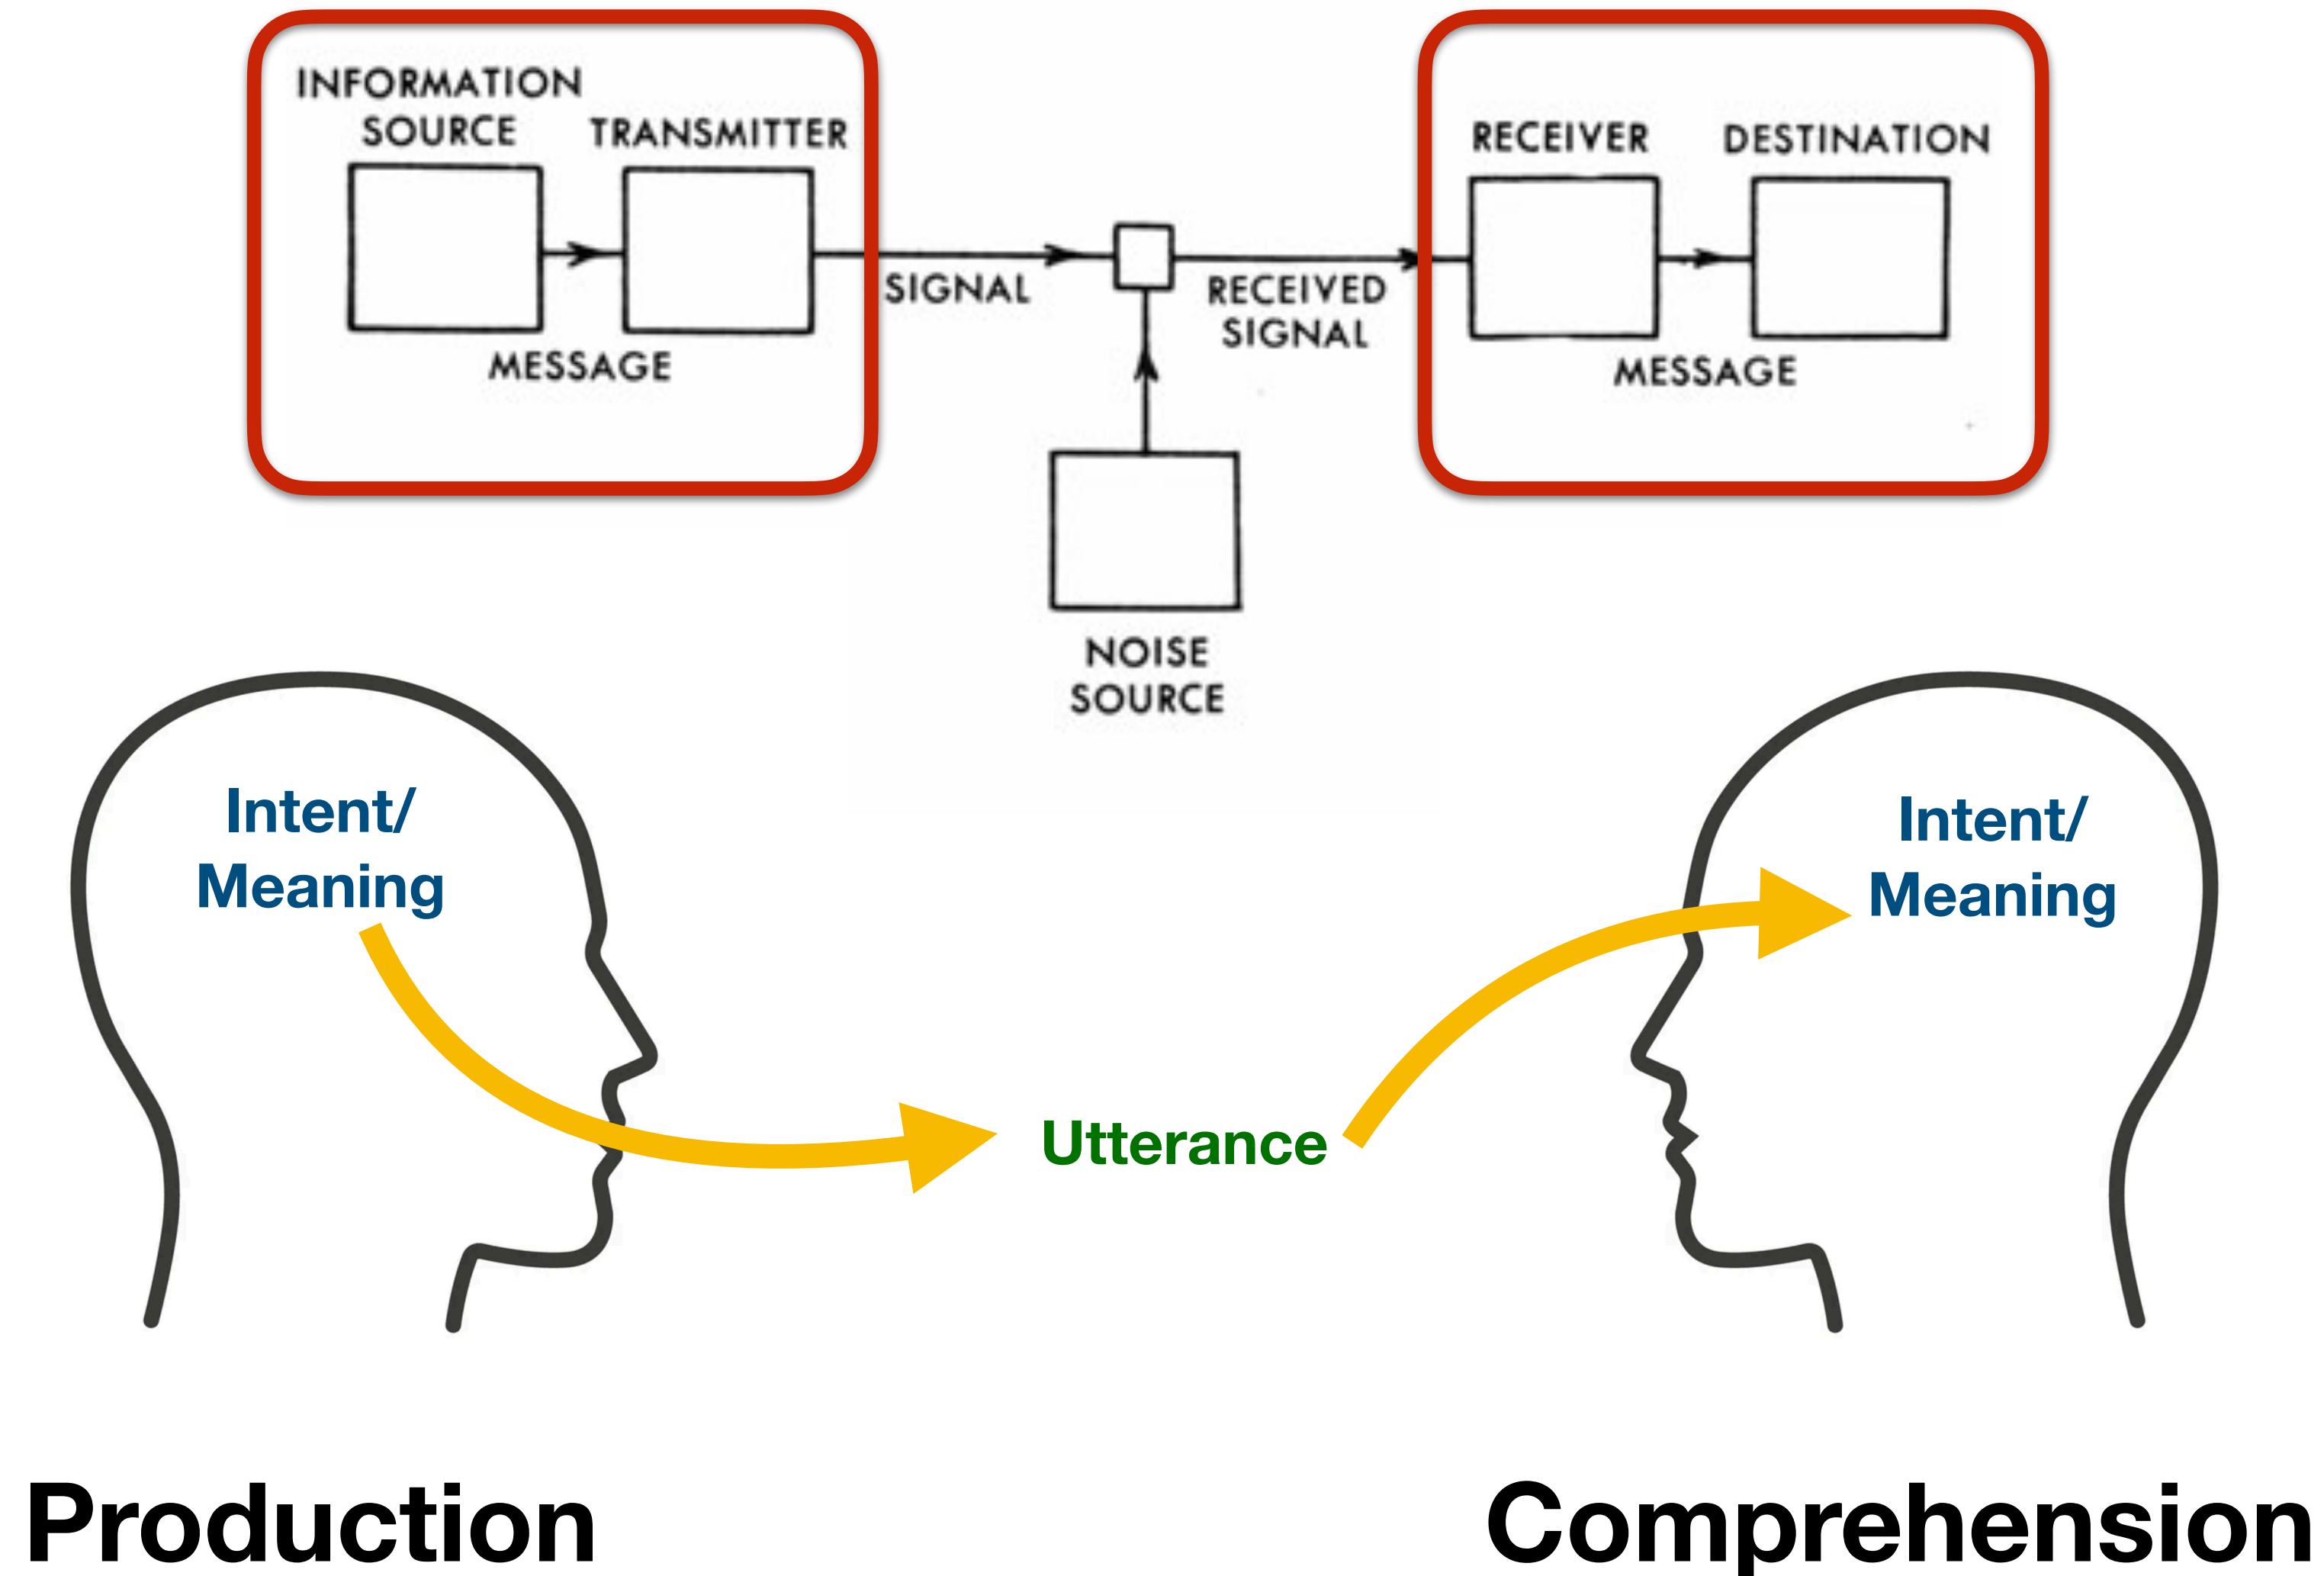 INFORMATION
SOURCE
TRANSMITTER
MESSAGE
SIGNAL
RECEIVED
SIGNAL
RECEIVER
DESTINATION
MESSAGE
NOISE
SOURCE
Intent/
Meaning
Utterance
Intent/
Meaning
Production
Comprehension